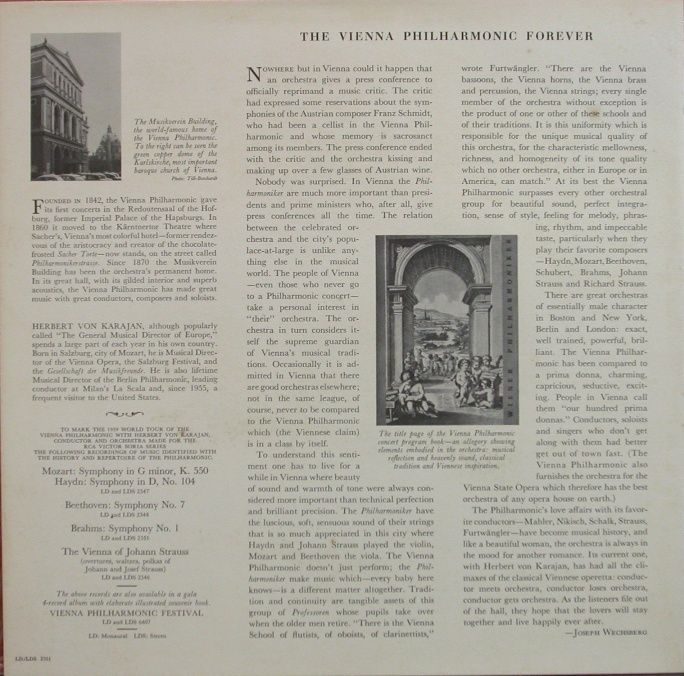 THE VIENNA PHILHARMONIC FOREVER
The Musikverein Building,
the world-famous home of
the Vienna Philharmonic.
To the right can be seen the
green copper dome of the
Karlskirche, most important
baroque church of Vienna.
Photo:
FOUNDED IN 1842, the Vienna Philharmonic gave
its first concerts in the Redoutensaal of the Hof-
burg, former Imperial Palace of the Hapsburgs. In
1860 it moved to the Kärntnertor Theatre where
Sacher's, Vienna's most colorful hotel—former rendez-
vous of the aristocracy and creator of the chocolate-
frosted Sacher Torte—now stands, on the street called
Philharmonikerstrasse. Since 1870 the Musikverein
Building has been the orchestra's permanent home.
In its great hall, with its gilded interior and superb
acoustics, the Vienna Philharmonic has made great
music with great conductors, composers and soloists.
HERBERT VON KARAJAN, although popularly
called "The General Musical Director of Europe,"
spends a large part of each year in his own country.
Born in Salzburg, city of Mozart, he is Musical Direc-
tor of the Vienna Opera, the Salzburg Festival, and
the Gesellschaft der Musikfreunde. He is also lifetime
Musical Director of the Berlin Philharmonic, leading
conductor at Milan's La Scala and, since 1955, a
frequent visitor to the United States.
TO MARK THE 1959 WORLD TOUR OF THE
VIENNA PHILHARMONIC WITH HERBERT VON KARAJAN,
CONDUCTOR AND ORCHESTRA MADE FOR THE
RCA VICTOR SORIA SERIES
THE FOLLOWING RECORDINGS OF MUSIC IDENTIFIED WITH
THE HISTORY AND REPERTOIRE OF THE PHILHARMONIC:
Mozart: Symphony in G minor, K. 550
Haydn: Symphony in D, No. 104
LD and LDS 2347
Beethoven: Symphony No. 7
LD and LDS 2348
Brahms: Symphony No. 1
LD and LDS 2351
The Vienna of Johann Strauss
(overtures, waltzes, polkas of
Johann and Josef Strauss)
LD and LDS 2346
The above records are also available in a gala
4-record album with elaborate illustrated souvenir book.
VIENNA PHILHARMONIC FESTIVAL
LD and LDS 6407
LD: Monaural LDS: Stereo
LD/LDS 2351
NOWHERE but in Vienna could it happen that
an orchestra gives a press conference to
officially reprimand a music critic. The critic
had expressed some reservations about the sym-
phonies of the Austrian composer Franz Schmidt,
who had been a cellist in the Vienna Phil-
harmonic and whose memory is sacrosanct
among its members. The press conference ended
with the critic and the orchestra kissing and
making up over a few glasses of Austrian wine.
Nobody was surprised. In Vienna the Phil-
harmoniker are much more important than presi-
dents and prime ministers who, after all, give
press conferences all the time. The relation
between the celebrated or-
chestra and the city's popu-
lace-at-large is unlike any-
thing else in the musical
world. The people of Vienna
—even those who never go
to a Philharmonic concert—
take a personal interest in
"their" orchestra. The or-
chestra in turn considers it-
self the supreme guardian
of Vienna's musical tradi-
tions. Occasionally it is ad-
mitted in Vienna that there
are good orchestras elsewhere;
not in the same league, of
course, never to be compared
to the Vienna Philharmonic
which (the Viennese claim)
is in a class by itself.
To understand this senti-
ment one has to live for a
while in Vienna where beauty
of sound and warmth of tone were always con-
sidered more important than technical perfection
and brilliant precision. The Philharmoniker have
the luscious, soft, sensuous sound of their strings
that is so much appreciated in this city where
Haydn and Johann Strauss played the violin,
Mozart and Beethoven the viola. The Vienna
Philharmonic doesn't just perform; the Phil-
harmoniker make music which—every baby here
knows—is a different matter altogether. Tradi-
tion and continuity are tangible assets of this
group of Professoren whose pupils take over
when the older men retire. "There is the Vienna
School of flutists, of oboists, of clarinettists,"
WIENER PHILHARMONIKER
The title page of the Vienna Philharmonic
concert program book—an allegory showing
elements embodied in the orchestra: musical
reflection and heavenly sound, classical
tradition and Viennese inspiration.
wrote Furtwängler. "There are the Vienna
bassoons, the Vienna horns, the Vienna brass
and percussion, the Vienna strings; every single
member of the orchestra without exception is
the product of one or other of these schools and
of their traditions. It is this uniformity which is
responsible for the unique musical quality of
this orchestra, for the characteristic mellowness,
richness, and homogeneity of its tone quality
which no other orchestra, either in Europe or in
America, can match." At its best the Vienna
Philharmonic surpasses every other orchestral
group for beautiful sound, perfect integra-
tion, sense of style, feeling for melody, phras-
ing, rhythm, and impeccable
taste, particularly when they
play their favorite composers
—Haydn, Mozart, Beethoven,
Schubert, Brahms, Johann
Strauss and Richard Strauss.
There are great orchestras
of essentially male character
in Boston and New York,
Berlin and London: exact,
well trained, powerful, bril-
liant. The Vienna Philhar-
monic has been compared to
a prima donna, charming,
capricious, seductive, excit-
ing. People in Vienna call
them "our hundred prima
donnas." Conductors, soloists
and singers who don't get
along with them had better
get out of town fast. (The
Vienna Philharmonic also
furnishes the orchestra for the
Vienna State Opera which therefore has the best
orchestra of any opera house on earth.)
The Philharmonic's love affairs with its favor-
ite conductors—Mahler, Nikisch, Schalk, Strauss,
Furtwängler—have become musical history, and
like a beautiful woman, the orchestra is always in
the mood for another romance. Its current one,
with Herbert von Karajan, has had all the cli-
maxes of the classical Viennese operetta: conduc-
tor meets orchestra, conductor loses orchestra,
conductor gets orchestra. As the listeners file out
of the hall, they hope that the lovers will stay
together and live happily ever after.
—JOSEPH WECHSBERG